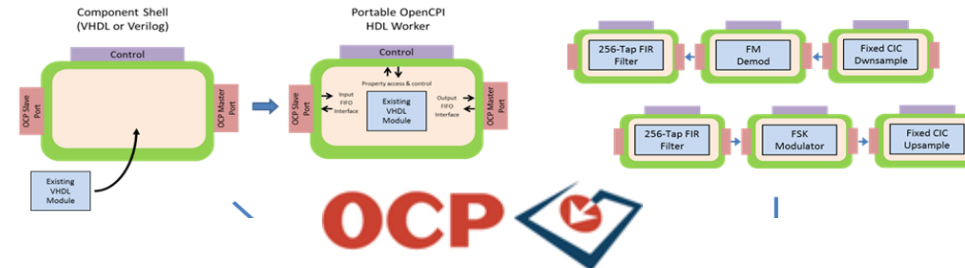 Component Shell
(VHDL or Verilog)
Control
OCP Slave
Port
OCP Master
Port
Existing
VHDL
Module
Portable OpenCPI
HDL Worker
Control
Property access & control
OCP Slave
Port
Input
FIFO
Interface
Existing
VHDL Module
Output
FIFO
Interface
OCP Master
Port
256-Tap FIR
Filter
FM
Demod
Fixed CIC
Dwnsample
256-Tap FIR
Filter
FSK
Modulator
Fixed CIC
Upsample
OCP